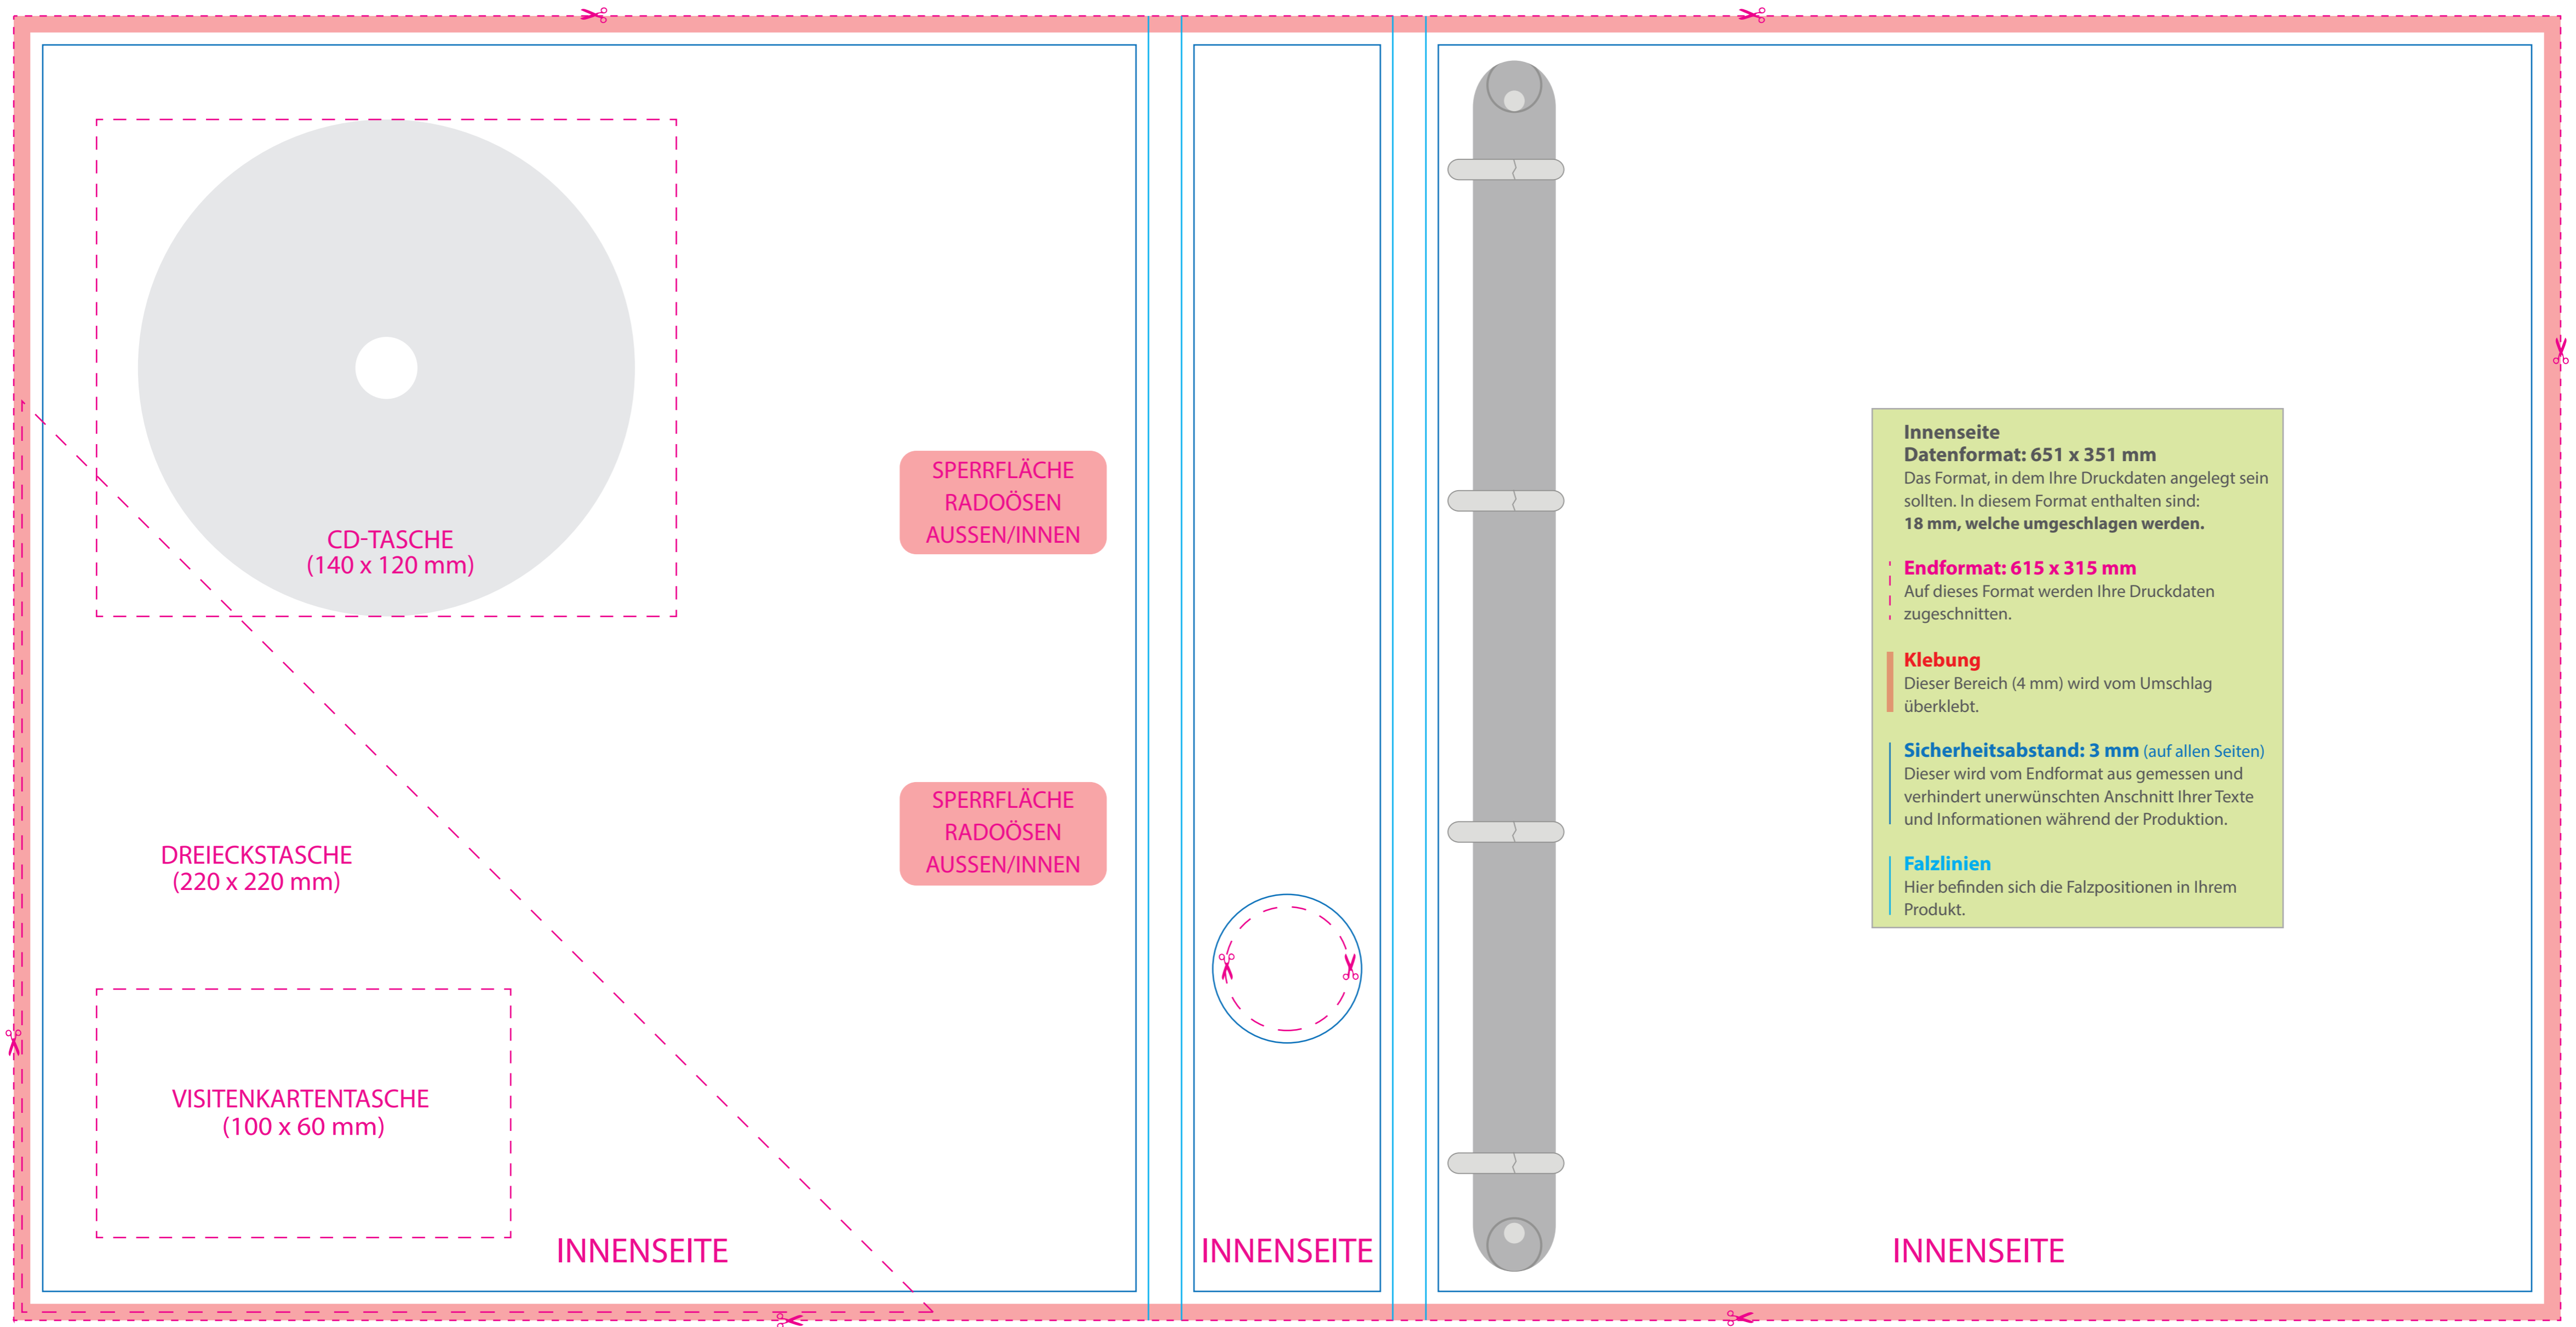 CD-TASCHE
(140 x 120 mm)
SPERRFLÄCHE
RADOÖSEN
AUSSEN/INNEN
SPERRFLÄCHE
RADOÖSEN
AUSSEN/INNEN
DREIECKSTASCHE
(220 x 220 mm)
VISITENKARTENTASCHE
(100 x 60 mm)
INNENSEITE
INNENSEITE
Innenseite
Datenformat: 651 x 351 mm
Das Format, in dem Ihre Druckdaten angelegt sein
sollten. In diesem Format enthalten sind:
18 mm, welche umgeschlagen werden.
Endformat: 615 x 315 mm
Auf dieses Format werden Ihre Druckdaten
zugeschnitten.
Klebung
Dieser Bereich (4 mm) wird vom Umschlag
überklebt.
Sicherheitsabstand: 3 mm (auf allen Seiten)
Dieser wird vom Endformat aus gemessen und
verhindert unerwünschten Anschnitt Ihrer Texte
und Informationen während der Produktion.
Falzlinien
Hier befinden sich die Falzpositionen in Ihrem
Produkt.
INNENSEITE